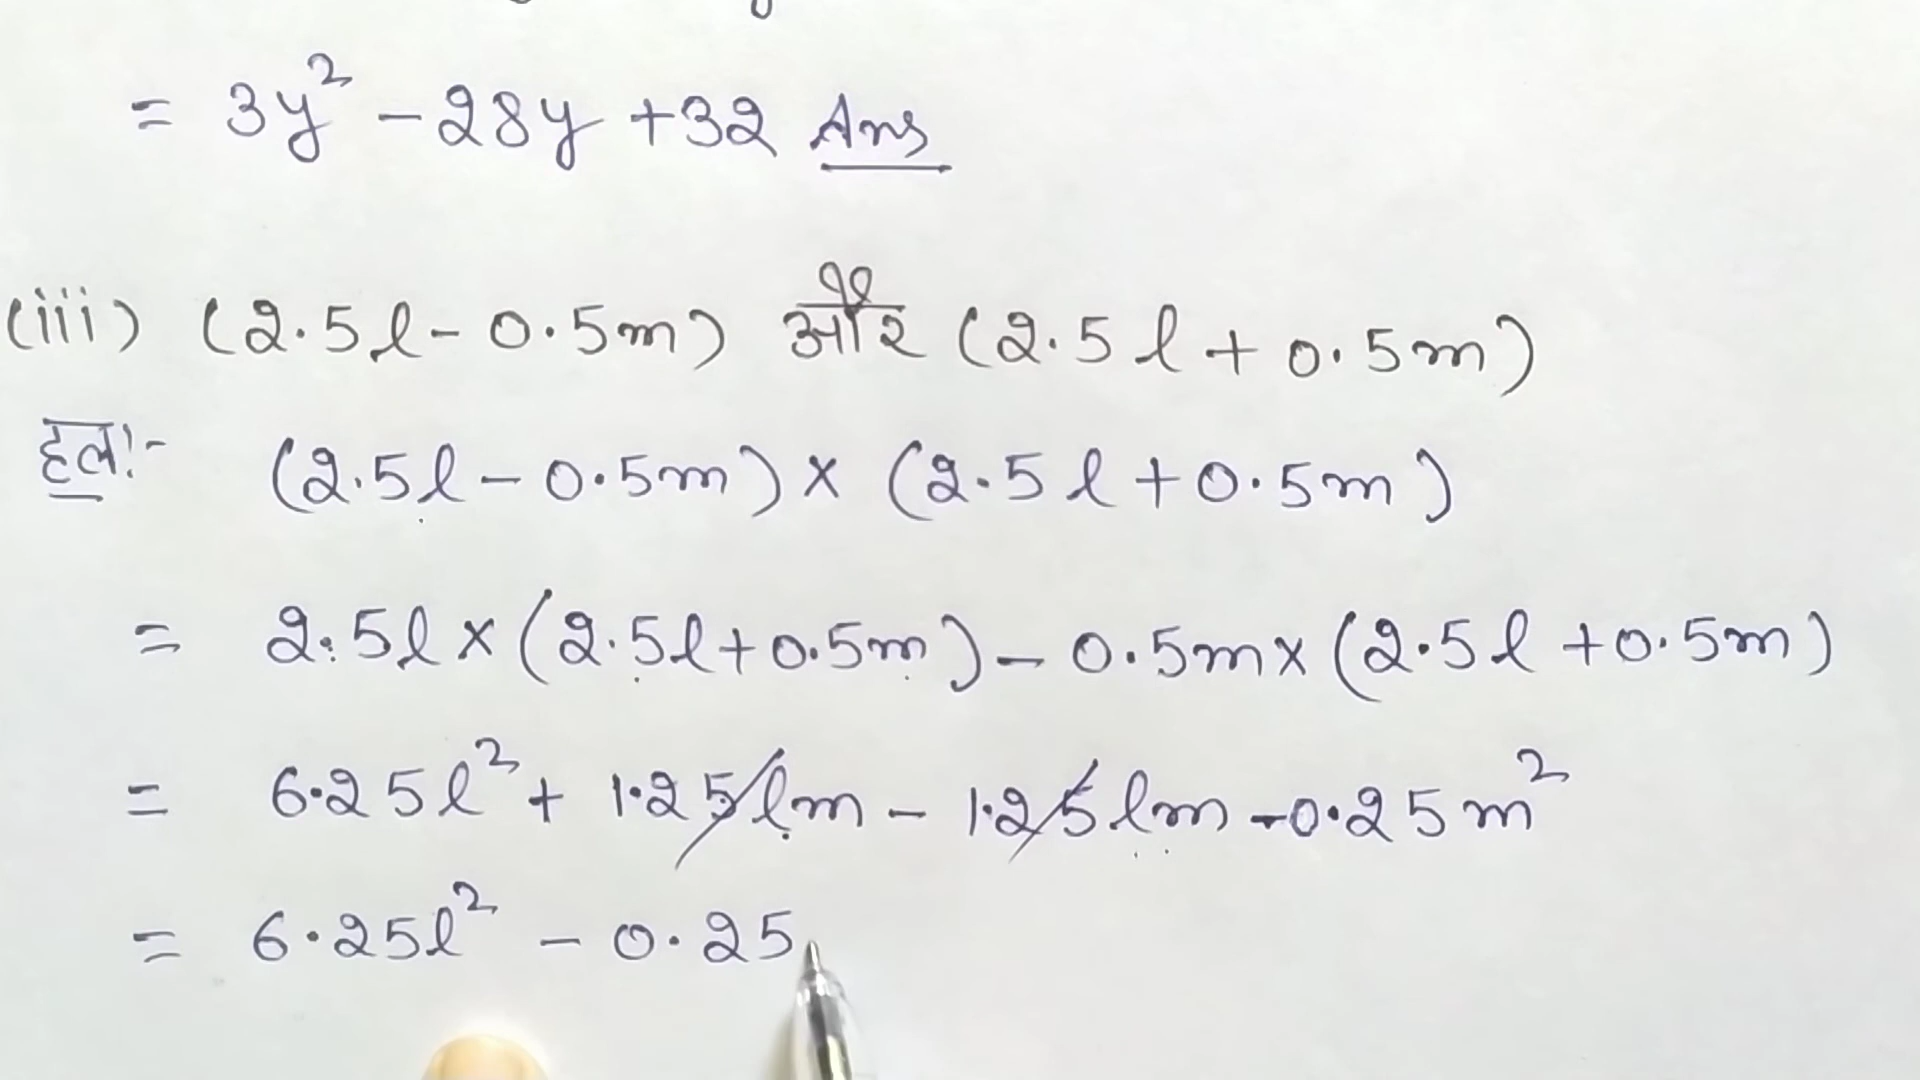 = 3y² - 28y + 32 Ans
(iii) (2.5l - 0.5m) और (2.5l + 0.5m)
हल:- (2.5l - 0.5m) × (2.5l + 0.5m)
= 2.5l × (2.5l + 0.5m) - 0.5m × (2.5l + 0.5m)
= 6.25l² + 1.25lm - 1.25lm - 0.25m²
= 6.25l² - 0.25